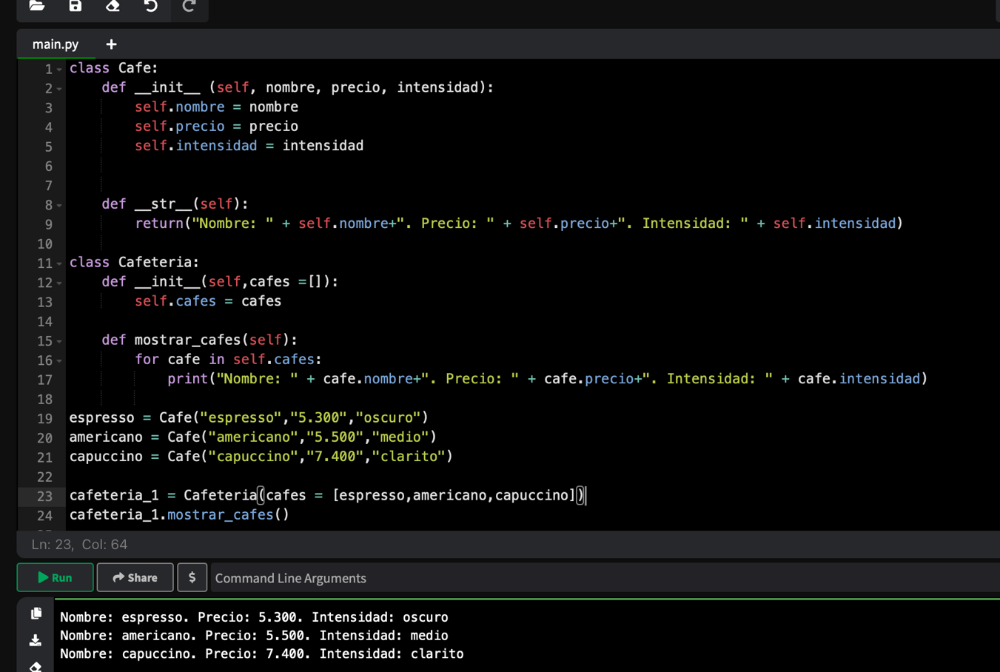 main.py +
1 class Cafe:
2     def __init__ (self, nombre, precio, intensidad):
3         self.nombre = nombre
4         self.precio = precio
5         self.intensidad = intensidad
6
7
8     def __str__(self):
9         return("Nombre: " + self.nombre+". Precio: " + self.precio+". Intensidad: " + self.intensidad)
10
11 class Cafeteria:
12     def __init__(self,cafes =[]):
13         self.cafes = cafes
14
15     def mostrar_cafes(self):
16         for cafe in self.cafes:
17             print("Nombre: " + cafe.nombre+". Precio: " + cafe.precio+". Intensidad: " + cafe.intensidad)
18
19 espresso = Cafe("espresso","5.300","oscuro")
20 americano = Cafe("americano","5.500","medio")
21 capuccino = Cafe("capuccino","7.400","clarito")
22
23 cafeteria_1 = Cafeteria(cafes = [espresso,americano,capuccino])
24 cafeteria_1.mostrar_cafes()
Ln: 23, Col: 64
Run Share $ Command Line Arguments
Nombre: espresso. Precio: 5.300. Intensidad: oscuro
Nombre: americano. Precio: 5.500. Intensidad: medio
Nombre: capuccino. Precio: 7.400. Intensidad: clarito